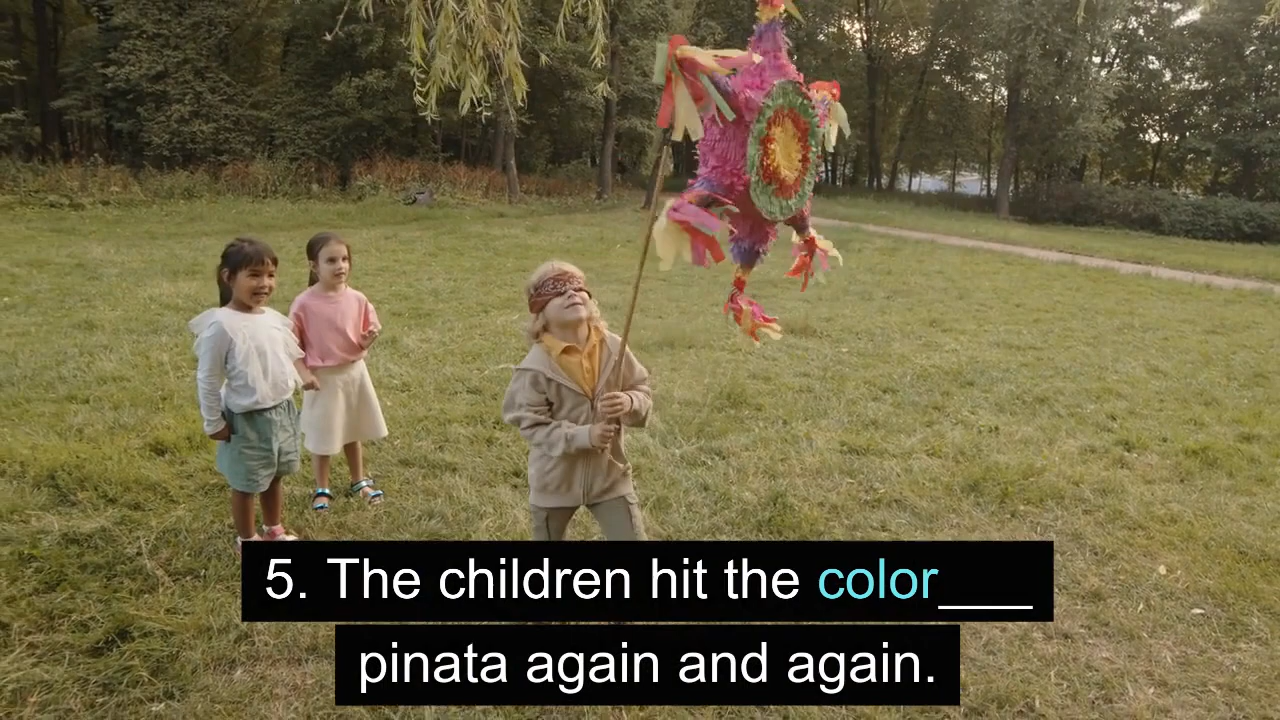 5. The children hit the color____
pinata again and again.